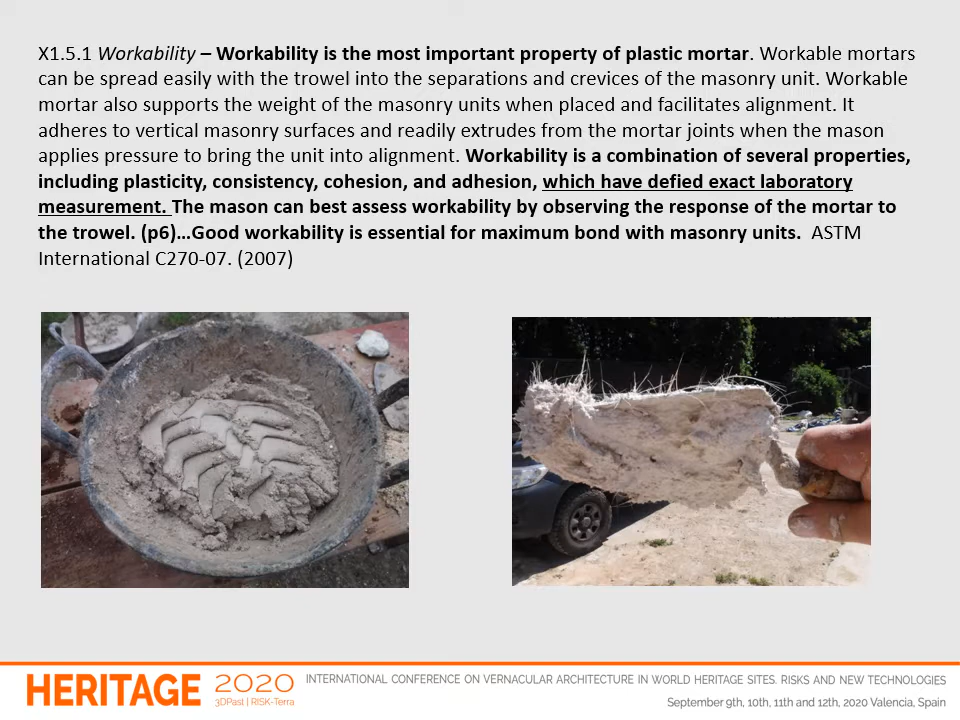 X1.5.1 Workability – Workability is the most important property of plastic mortar. Workable mortars
can be spread easily with the trowel into the separations and crevices of the masonry unit. Workable
mortar also supports the weight of the masonry units when placed and facilitates alignment. It
adheres to vertical masonry surfaces and readily extrudes from the mortar joints when the mason
applies pressure to bring the unit into alignment. Workability is a combination of several properties,
including plasticity, consistency, cohesion, and adhesion, which have defied exact laboratory
measurement. The mason can best assess workability by observing the response of the mortar to
the trowel. (p6)…Good workability is essential for maximum bond with masonry units.  ASTM
International C270-07. (2007)
HERITAGE 2020
3DPast | RISK-Terra
INTERNATIONAL CONFERENCE ON VERNACULAR ARCHITECTURE IN WORLD HERITAGE SITES. RISKS AND NEW TECHNOLOGIES
September 9th, 10th, 11th and 12th, 2020 Valencia, Spain